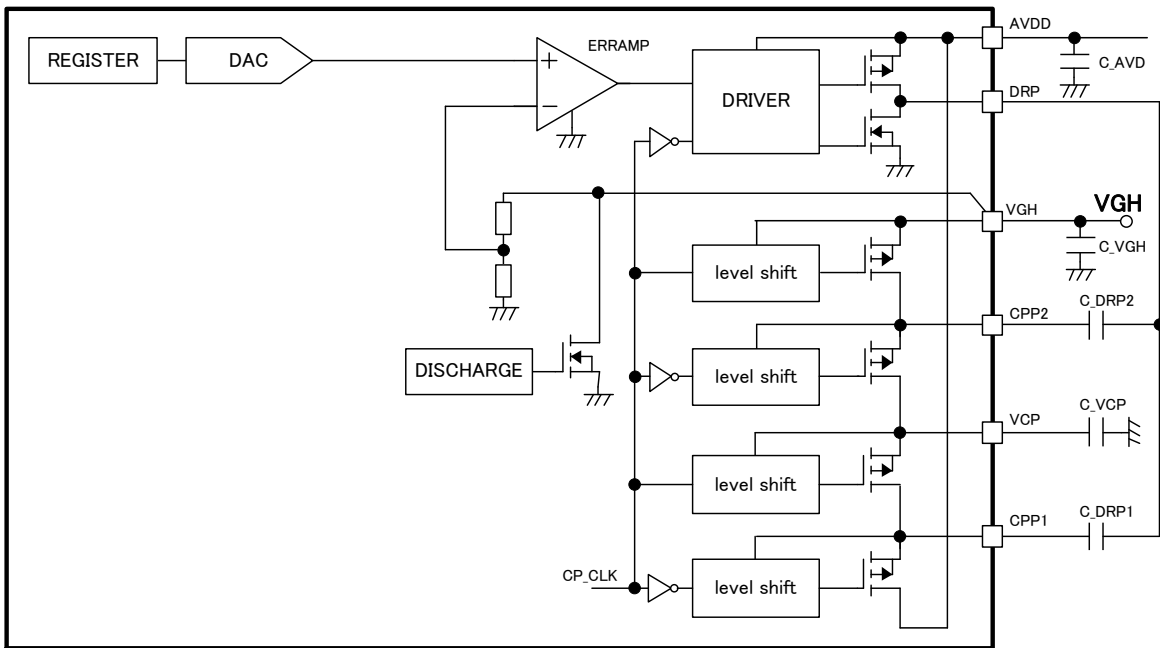 AVDD
ERRAMP
REGISTER
DAC
+
C_AVD
DRP
DRIVER
−
VGH
VGH
C_VGH
level shift
C_DRP2
CPP2
DISCHARGE
level shift
C_VCP
VCP
level shift
C_DRP1
CPP1
CP_CLK
level shift